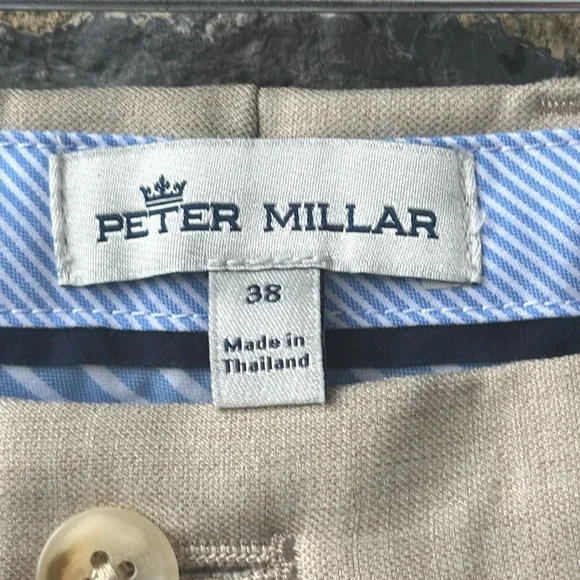 PETER MILLAR
38
Made in
Thailand